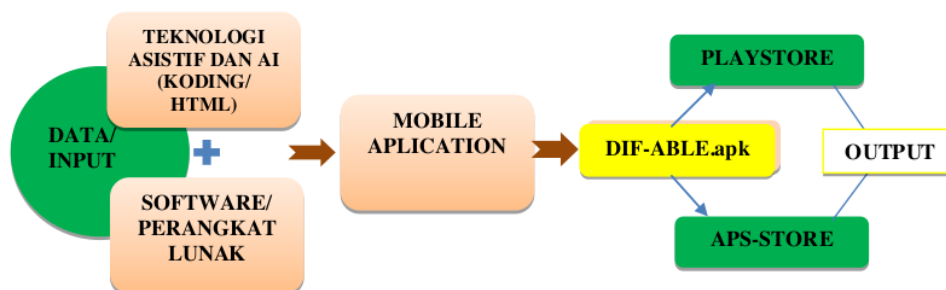 DATA/
INPUT
TEKNOLOGI
ASISTIF DAN AI
(KODING/
HTML)
SOFTWARE/
PERANGKAT
LUNAK
MOBILE
APLICATION
DIF-ABLE.apk
PLAYSTORE
APS-STORE
OUTPUT